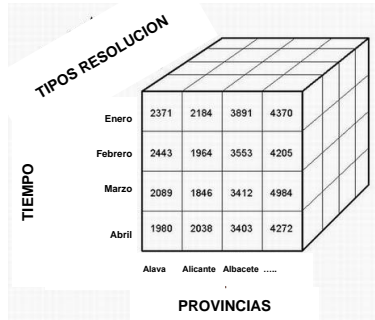 TIPOS RESOLUCION
TIEMPO
Enero 2371 2184 3891 4370
Febrero 2443 1964 3553 4205
Marzo 2089 1846 3412 4984
Abril 1980 2038 3403 4272
Alava Alicante Albacete .....
PROVINCIAS